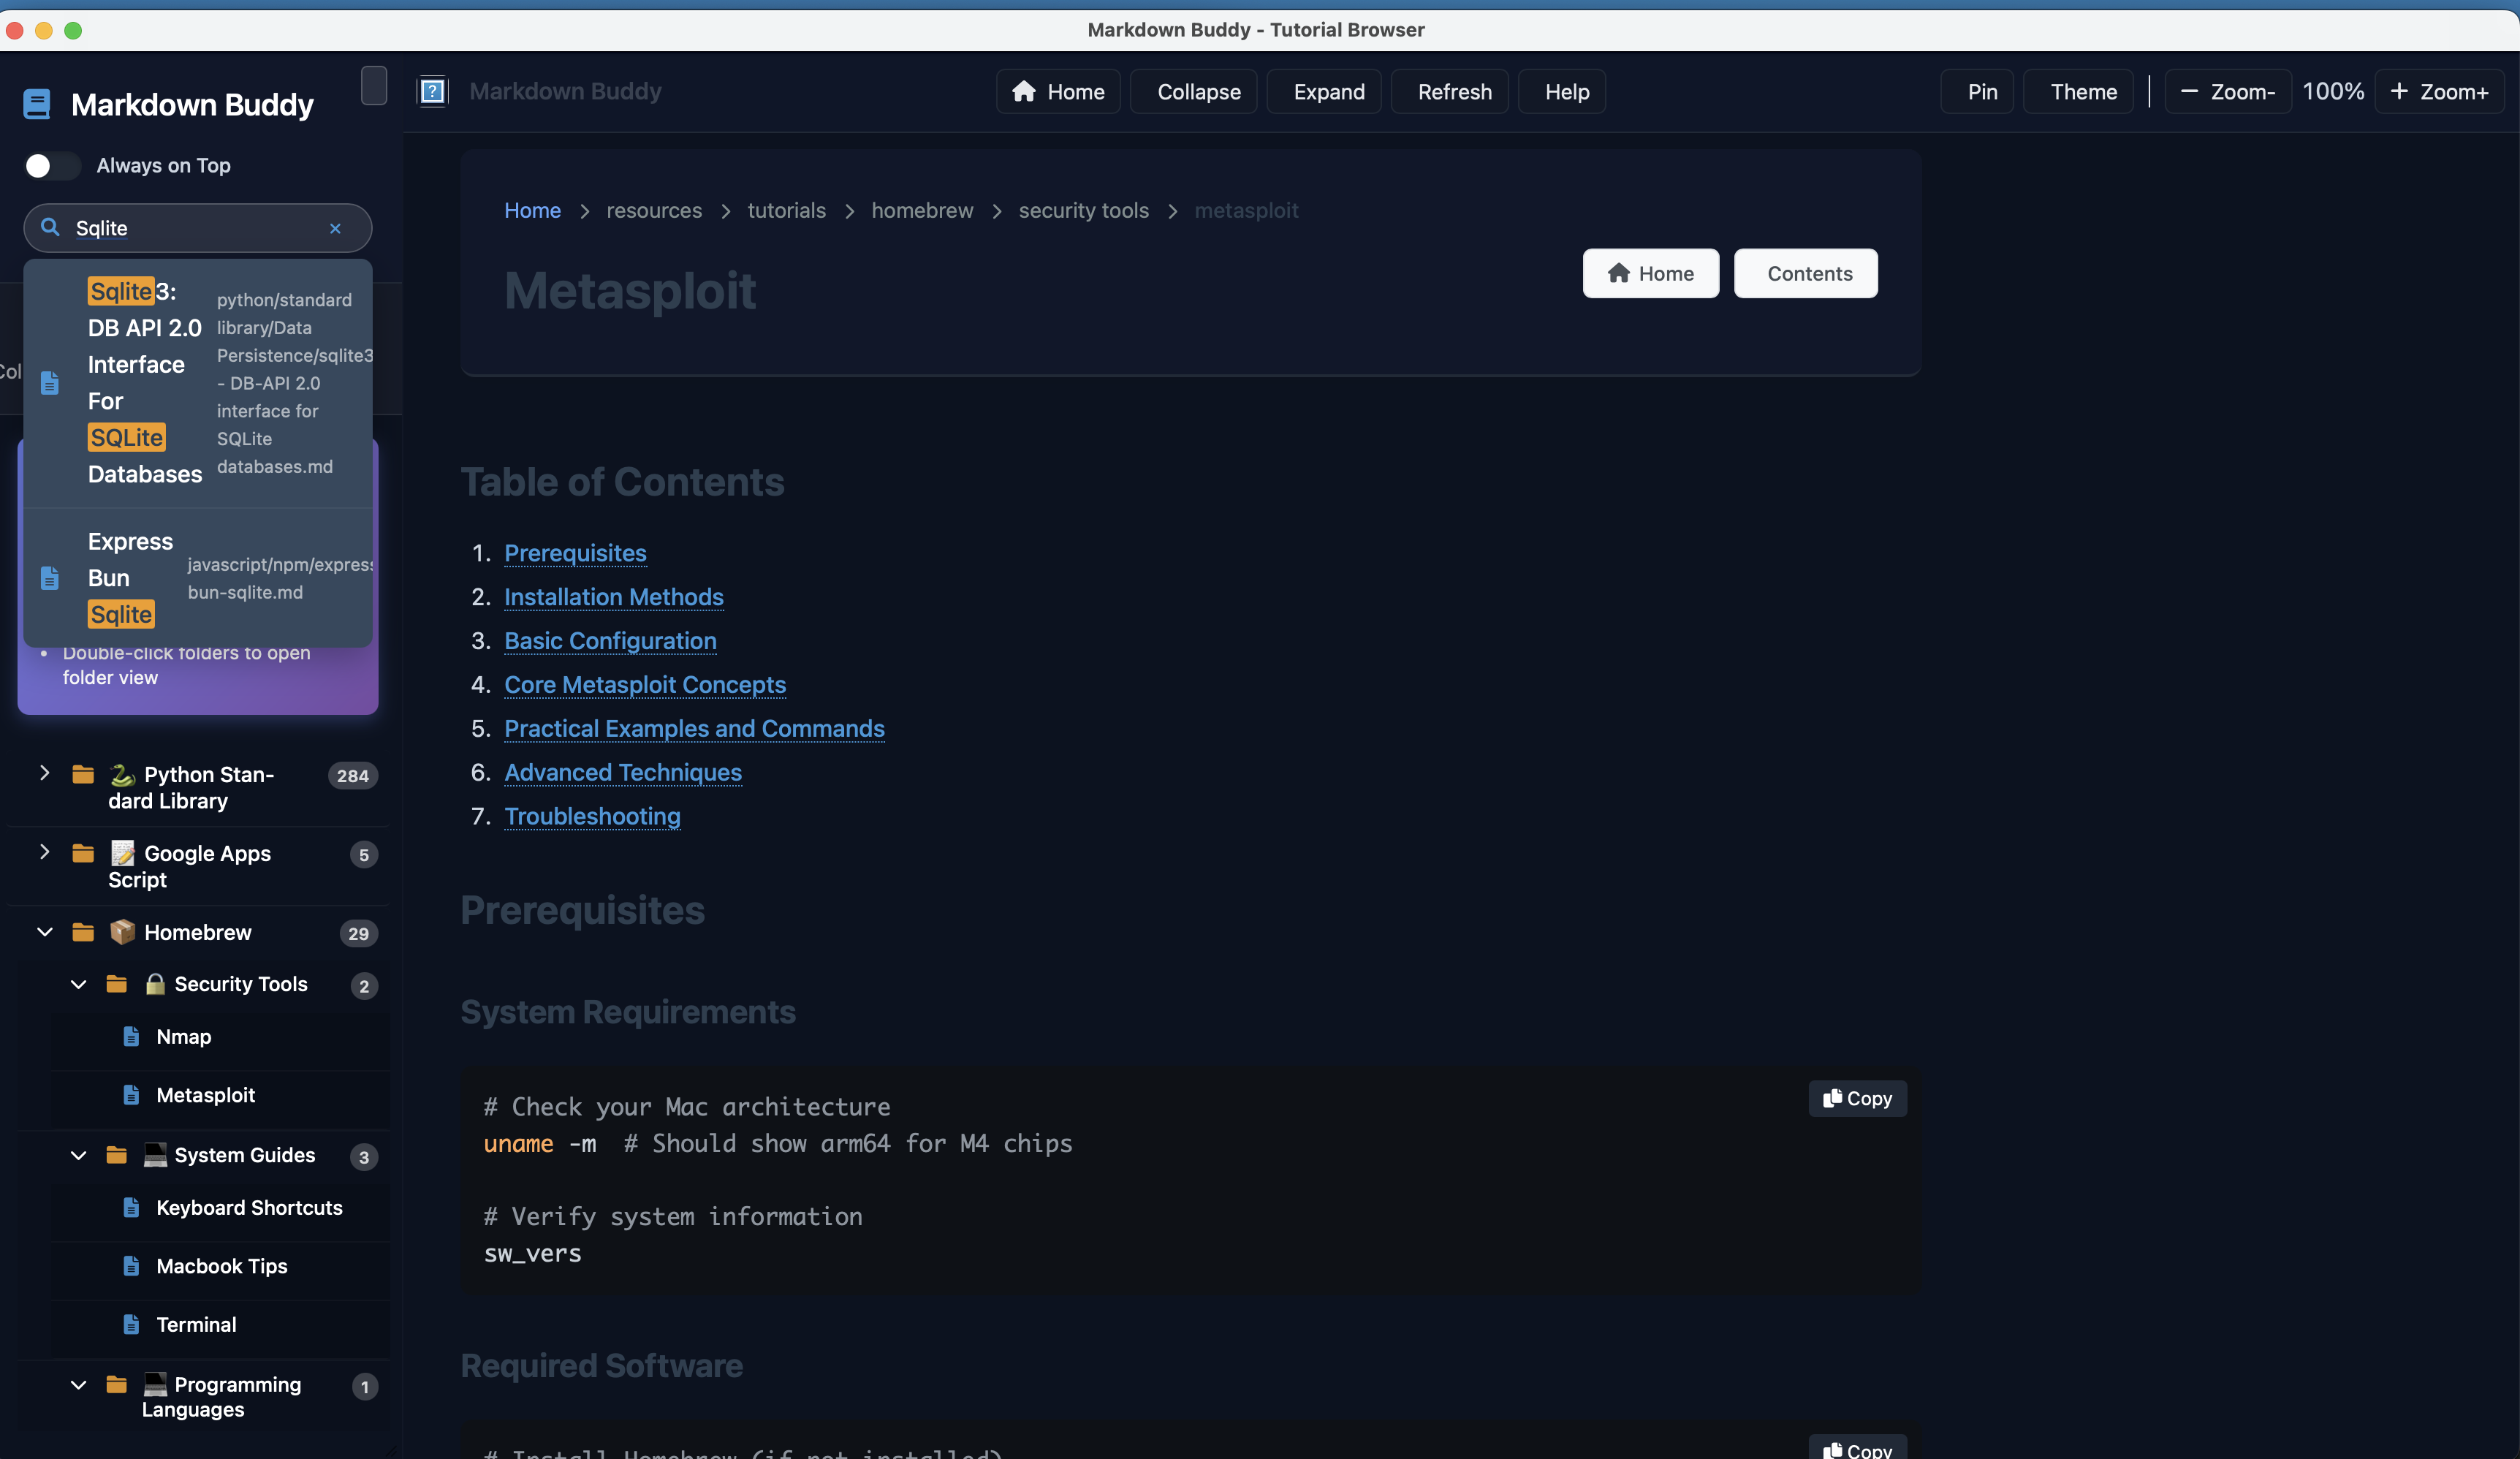 Markdown Buddy - Tutorial Browser
Markdown Buddy
Always on Top
Sqlite
Sqlite3:
DB API 2.0
Interface
For
SQLite
Databases
python/standard
library/Data
Persistence/sqlite3
- DB-API 2.0
interface for
SQLite
databases.md
Express
Bun
Sqlite
javascript/npm/express
bun-sqlite.md
Col
• Double-click folders to open
folder view
🐍 Python Stan-
dard Library
284
📝 Google Apps
Script
5
📦 Homebrew
29
🔒 Security Tools
2
Nmap
Metasploit
💻 System Guides
3
Keyboard Shortcuts
Macbook Tips
Terminal
💻 Programming
Languages
1
? Markdown Buddy
Home
Collapse
Expand
Refresh
Help
Pin
Theme
− Zoom-
100%
+ Zoom+
Home > resources > tutorials > homebrew > security tools > metasploit
Metasploit
Home
Contents
Table of Contents
1. Prerequisites
2. Installation Methods
3. Basic Configuration
4. Core Metasploit Concepts
5. Practical Examples and Commands
6. Advanced Techniques
7. Troubleshooting
Prerequisites
System Requirements
Copy
# Check your Mac architecture
uname -m  # Should show arm64 for M4 chips
# Verify system information
sw_vers
Required Software
Copy
# Install Homebrew (if not installed)